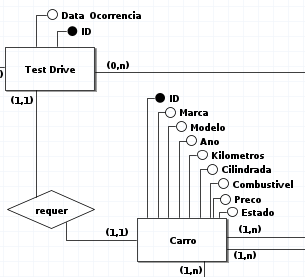 Data Ocorrencia
ID
Test Drive
(0,n)
)
(1,1)
ID
Marca
Modelo
Ano
Kilometros
Cilindrada
Combustivel
Preco
Estado
requer
(1,1)
Carro
(1,n)
(1,n)
(1,n)